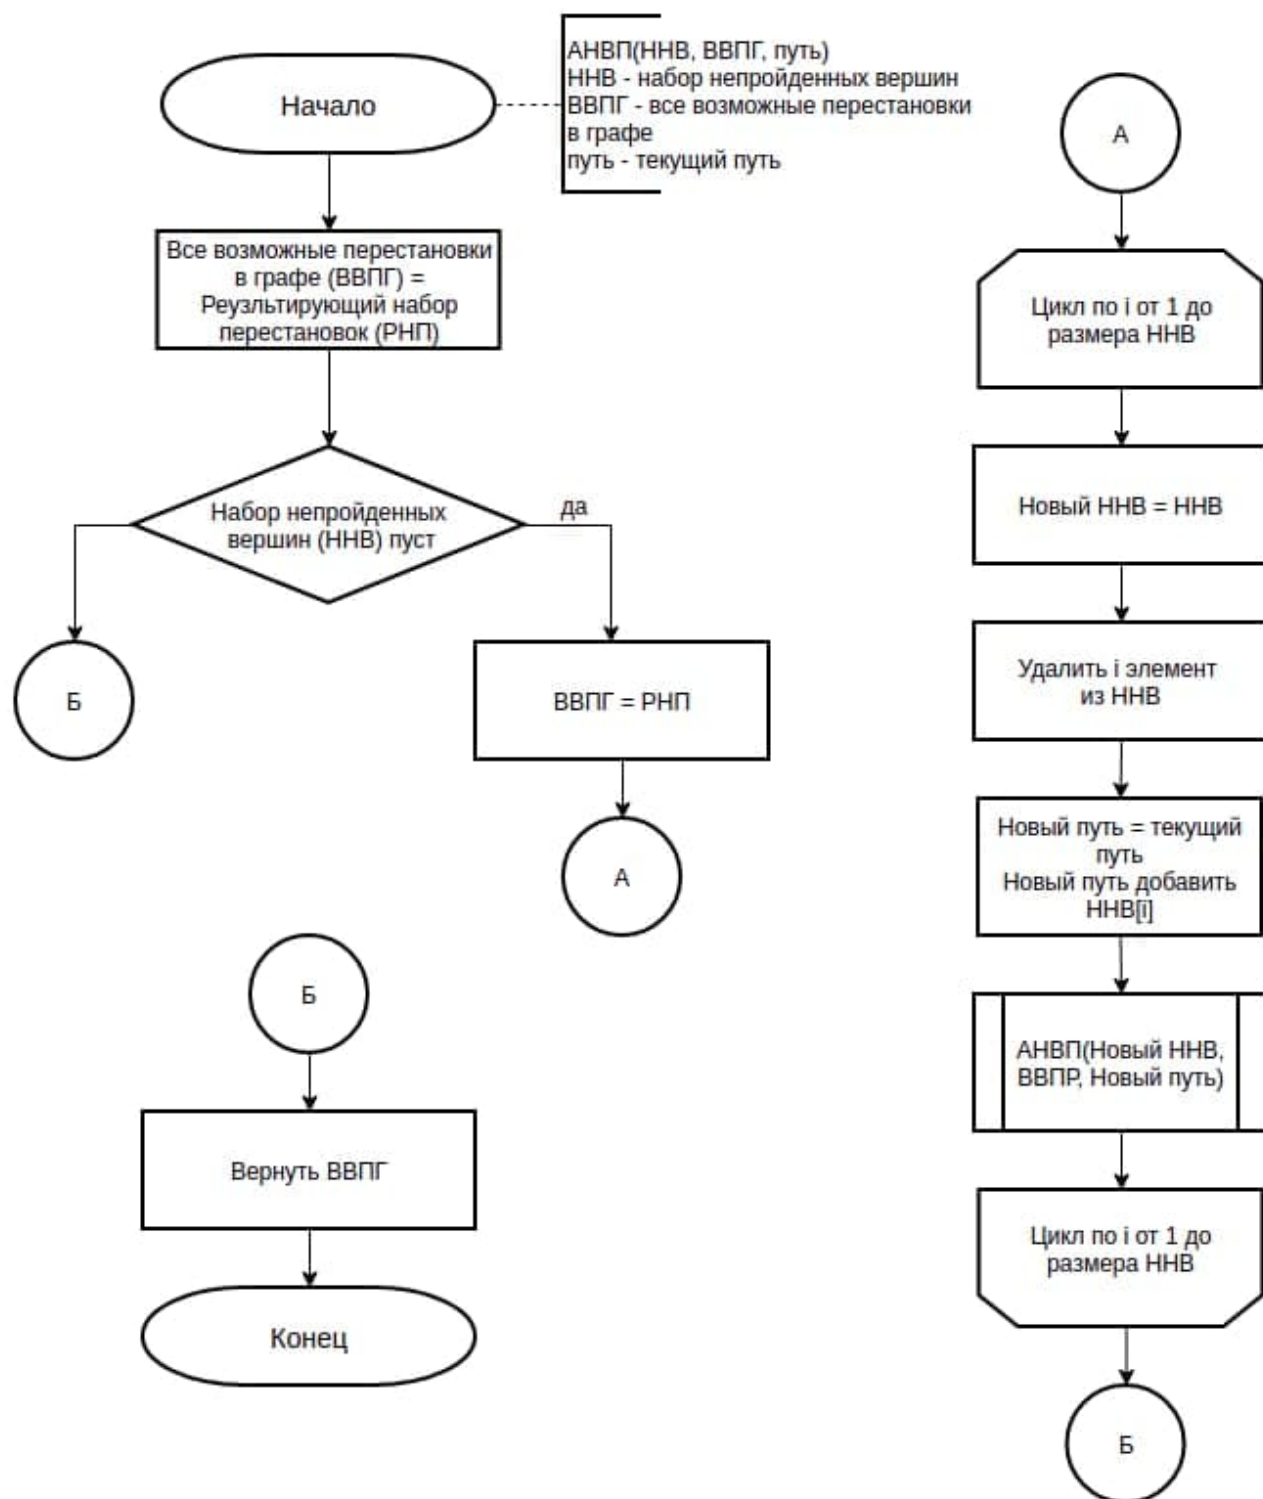 Начало
АНВП(ННВ, ВВПГ, путь)
ННВ - набор непройденных вершин
ВВПГ - все возможные перестановки
в графе
путь - текущий путь
Все возможные перестановки
в графе (ВВПГ) =
Реузльтирующий набор
перестановок (РНП)
Набор непройденных
вершин (ННВ) пуст
да
Б
ВВПГ = РНП
А
Б
Вернуть ВВПГ
Конец
А
Цикл по i от 1 до
размера ННВ
Новый ННВ = ННВ
Удалить i элемент
из ННВ
Новый путь = текущий
путь
Новый путь добавить
ННВ[i]
АНВП(Новый ННВ,
ВВПР, Новый путь)
Цикл по i от 1 до
размера ННВ
Б